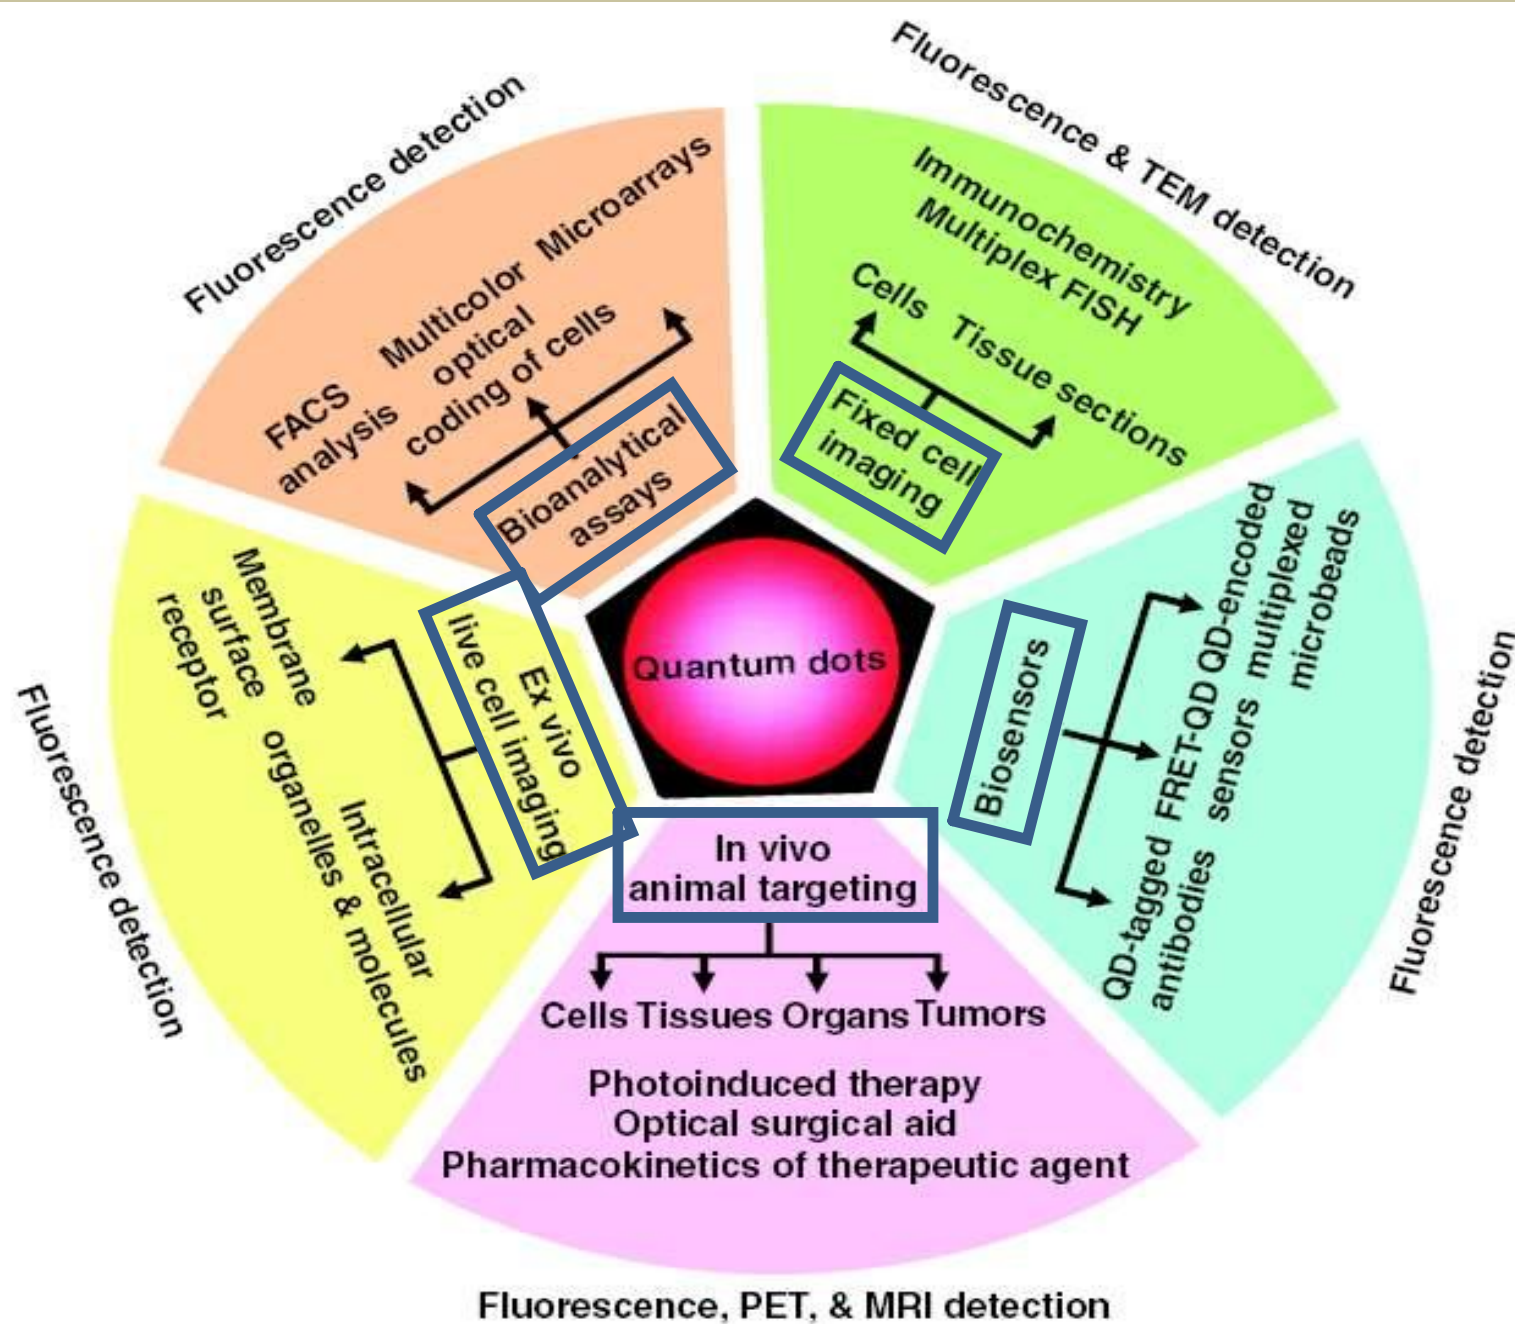 Fluorescence detection
Microarrays
Multicolor
optical
coding of cells
FACS
analysis
Bioanalytical
assays
Fluorescence & TEM detection
Immunochemistry
Multiplex FISH
Cells
Tissue sections
Fixed cell
imaging
Quantum dots
Fluorescence detection
Biosensors
QD-encoded
multiplexed
microbeads
FRET-QD
sensors
QD-tagged
antibodies
Fluorescence detection
Membrane
surface
receptor
Intracellular
organelles & molecules
Ex vivo
live cell imaging
In vivo
animal targeting
Cells Tissues Organs Tumors
Photoinduced therapy
Optical surgical aid
Pharmacokinetics of therapeutic agent
Fluorescence, PET, & MRI detection